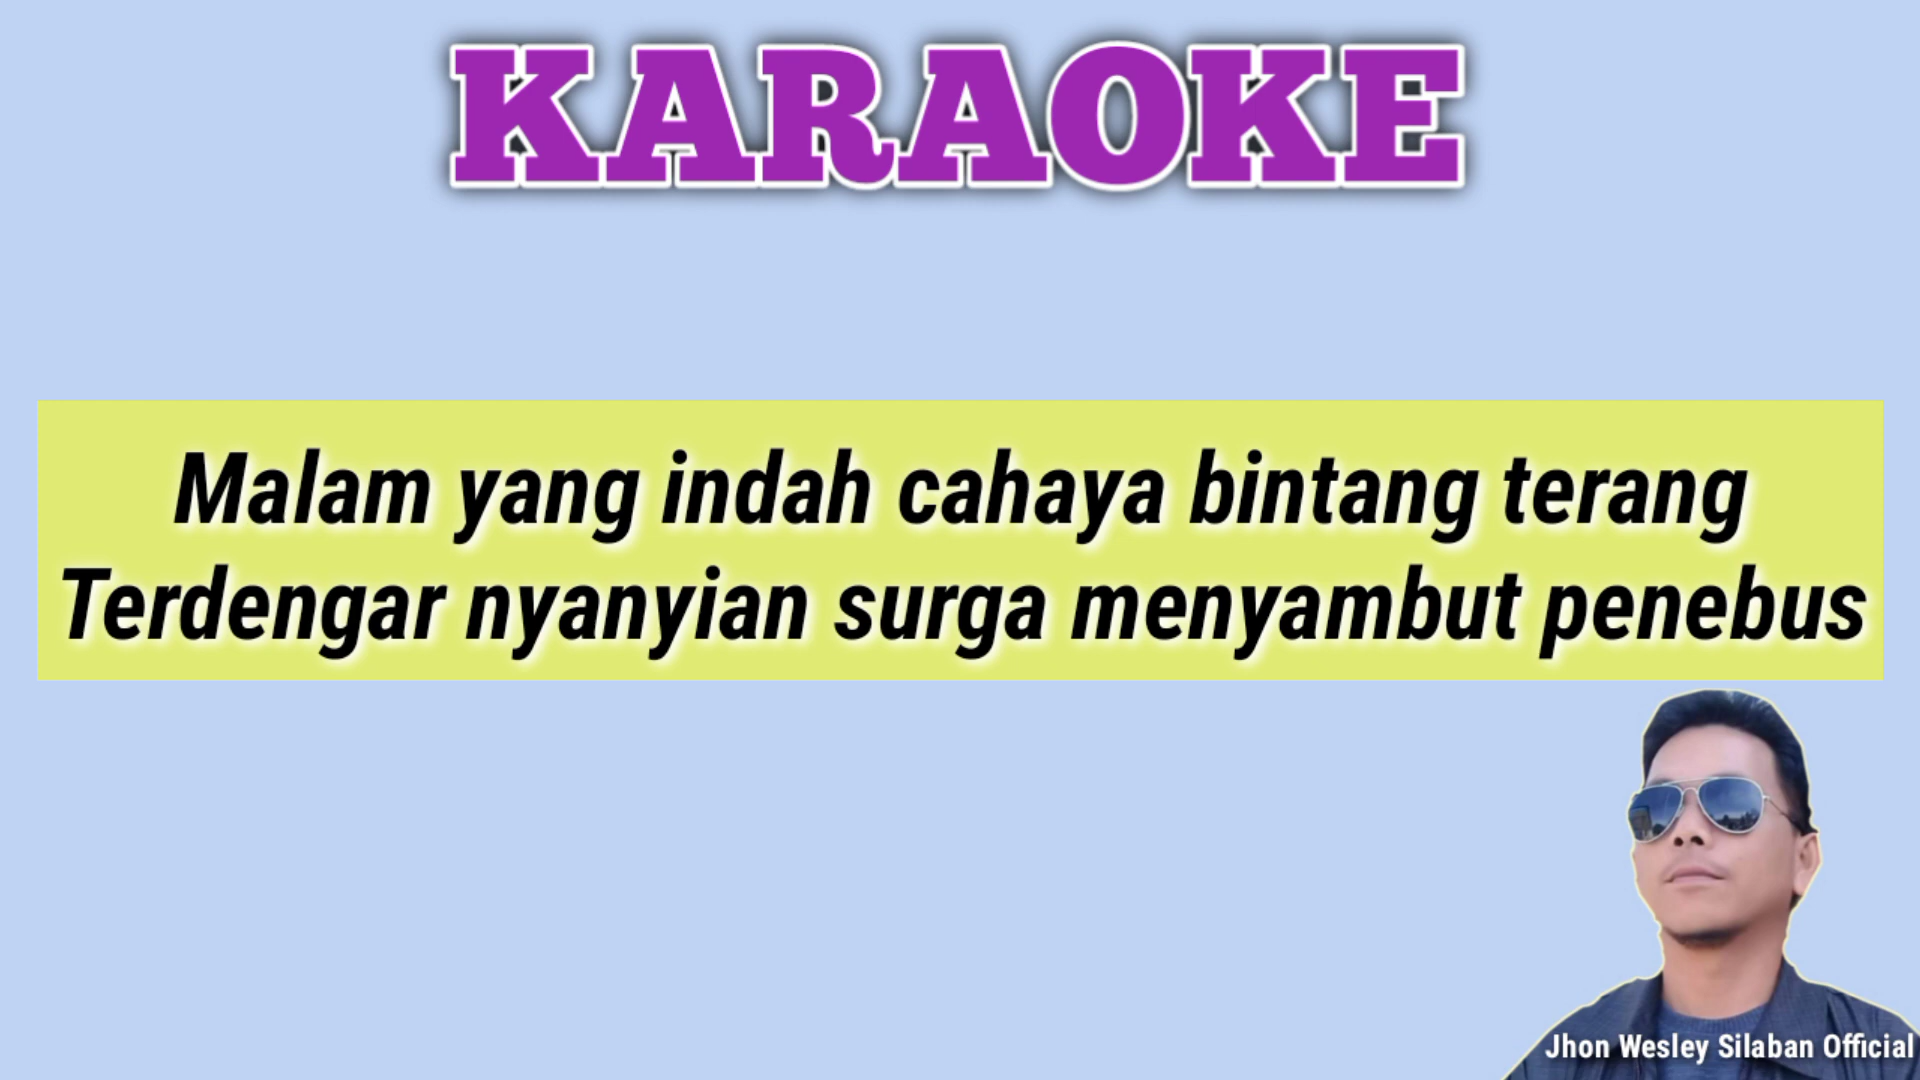 KARAOKE
Malam yang indah cahaya bintang terang
Terdengar nyanyian surga menyambut penebus
Jhon Wesley Silaban Official